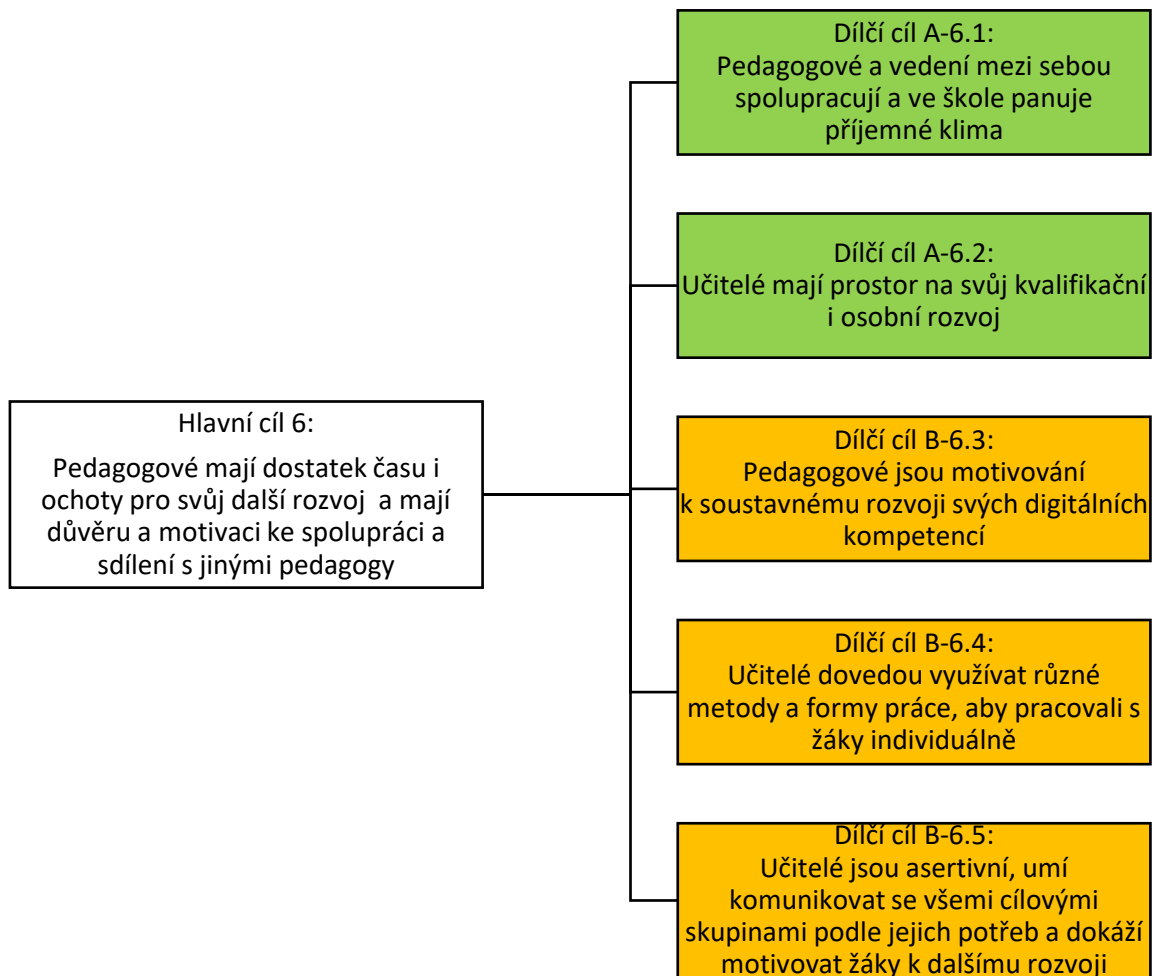 Dílčí cíl A-6.1:
Pedagogové a vedení mezi sebou
spolupracují a ve škole panuje
příjemné klima
Dílčí cíl A-6.2:
Učitelé mají prostor na svůj kvalifikační
i osobní rozvoj
Hlavní cíl 6:
Pedagogové mají dostatek času i
ochoty pro svůj další rozvoj  a mají
důvěru a motivaci ke spolupráci a
sdílení s jinými pedagogy
Dílčí cíl B-6.3:
Pedagogové jsou motivování
k soustavnému rozvoji svých digitálních
kompetencí
Dílčí cíl B-6.4:
Učitelé dovedou využívat různé
metody a formy práce, aby pracovali s
žáky individuálně
Dílčí cíl B-6.5:
Učitelé jsou asertivní, umí
komunikovat se všemi cílovými
skupinami podle jejich potřeb a dokáží
motivovat žáky k dalšímu rozvoji